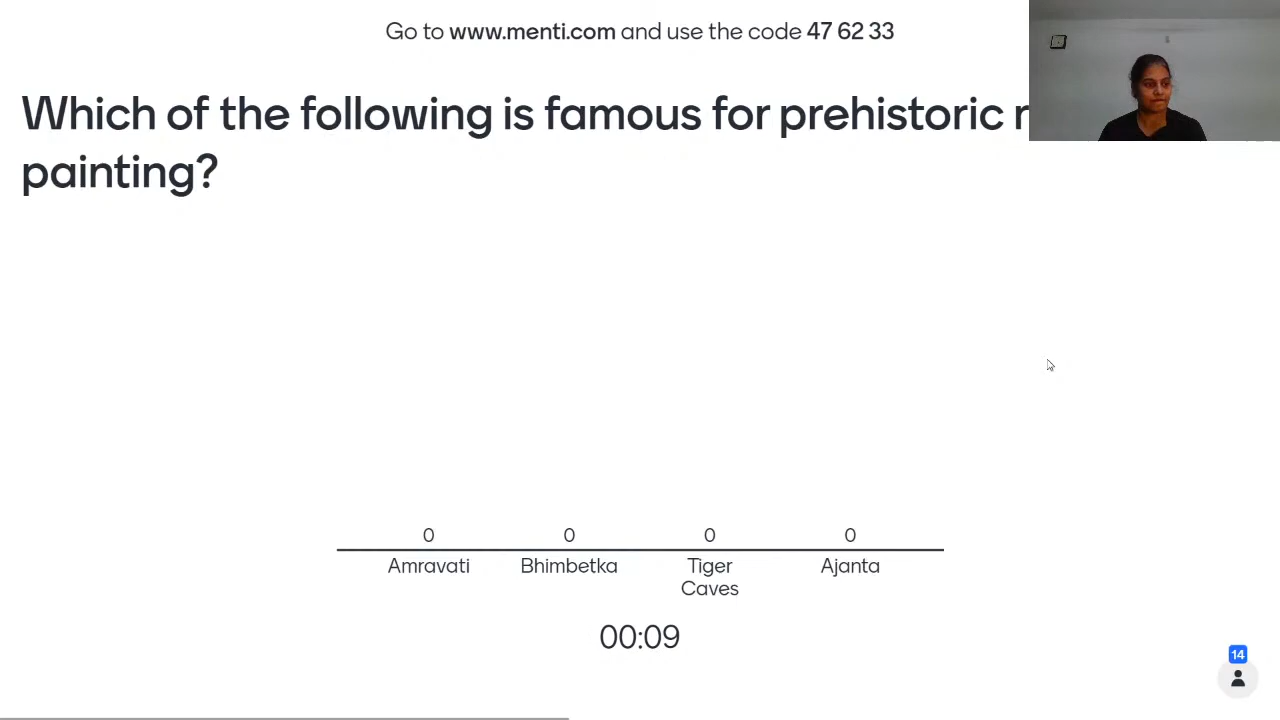 Go to www.menti.com and use the code 47 62 33
Which of the following is famous for prehistoric
painting?
0 0 0 0
Amravati Bhimbetka Tiger Caves Ajanta
00:09
14